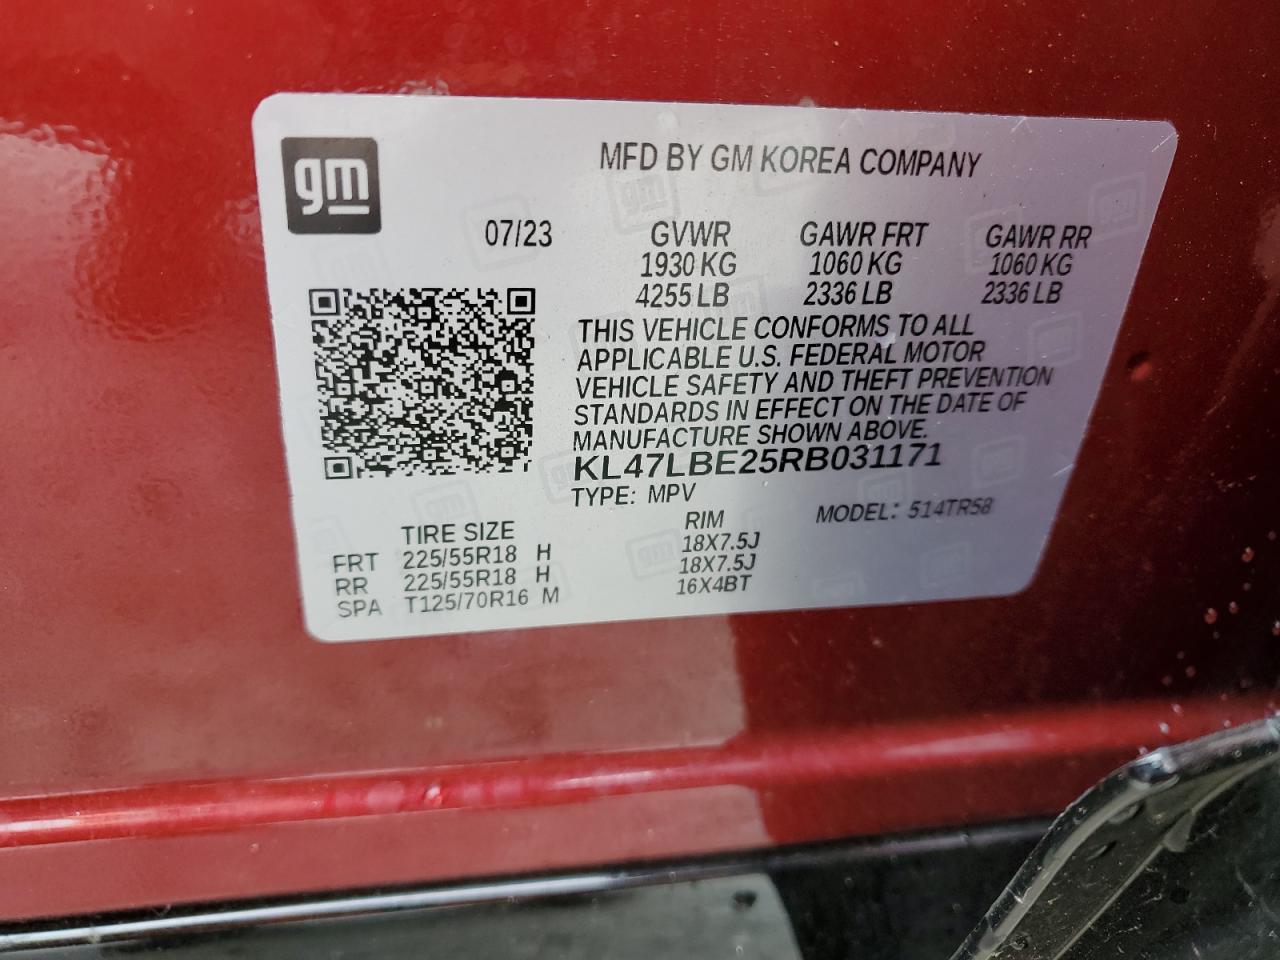 gm
MFD BY GM KOREA COMPANY
07/23 GVWR GAWR FRT GAWR RR
1930 KG 1060 KG 1060 KG
4255 LB 2336 LB 2336 LB
THIS VEHICLE CONFORMS TO ALL
APPLICABLE U.S. FEDERAL MOTOR
VEHICLE SAFETY AND THEFT PREVENTION
STANDARDS IN EFFECT ON THE DATE OF
MANUFACTURE SHOWN ABOVE.
KL47LBE25RB031171
TYPE: MPV MODEL: 514TR58
TIRE SIZE RIM
FRT 225/55R18 H 18X7.5J
RR 225/55R18 H 18X7.5J
SPA T125/70R16 M 16X4BT